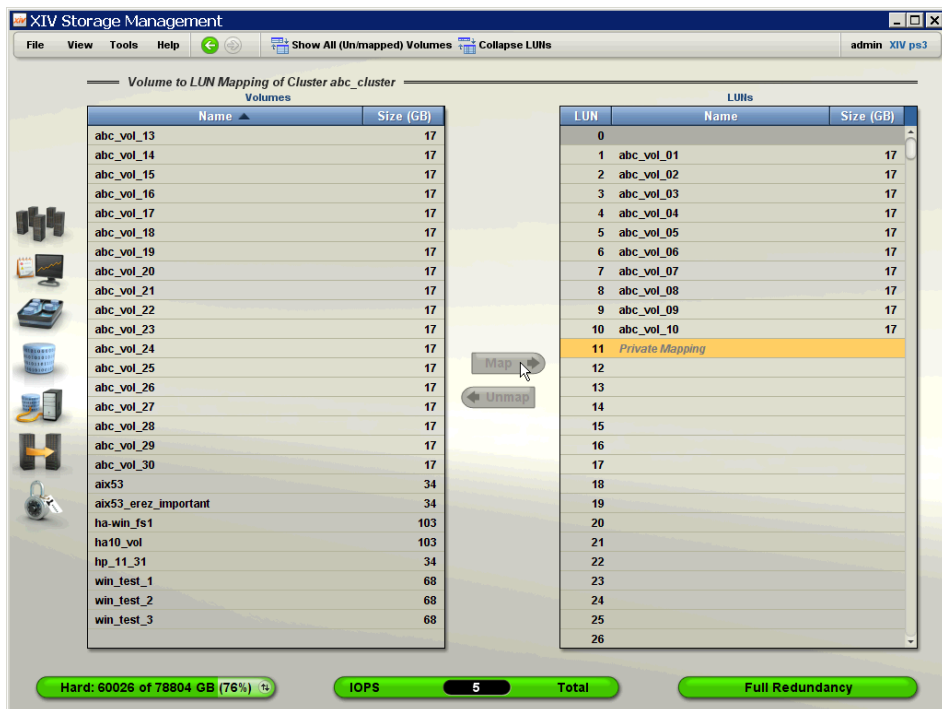 XIV XIV Storage Management
File View Tools Help Show All (Un/mapped) Volumes Collapse LUNs admin XIV ps3
Volume to LUN Mapping of Cluster abc_cluster
Volumes
Name Size (GB)
abc_vol_13 17
abc_vol_14 17
abc_vol_15 17
abc_vol_16 17
abc_vol_17 17
abc_vol_18 17
abc_vol_19 17
abc_vol_20 17
abc_vol_21 17
abc_vol_22 17
abc_vol_23 17
abc_vol_24 17
abc_vol_25 17
abc_vol_26 17
abc_vol_27 17
abc_vol_28 17
abc_vol_29 17
abc_vol_30 17
aix53 34
aix53_erez_important 34
ha-win_fs1 103
ha10_vol 103
hp_11_31 34
win_test_1 68
win_test_2 68
win_test_3 68
Map
Unmap
LUNs
LUN Name Size (GB)
0
1 abc_vol_01 17
2 abc_vol_02 17
3 abc_vol_03 17
4 abc_vol_04 17
5 abc_vol_05 17
6 abc_vol_06 17
7 abc_vol_07 17
8 abc_vol_08 17
9 abc_vol_09 17
10 abc_vol_10 17
11 Private Mapping
12
13
14
15
16
17
18
19
20
21
22
23
24
25
26
Hard: 60026 of 78804 GB (76%) IOPS 5 Total Full Redundancy